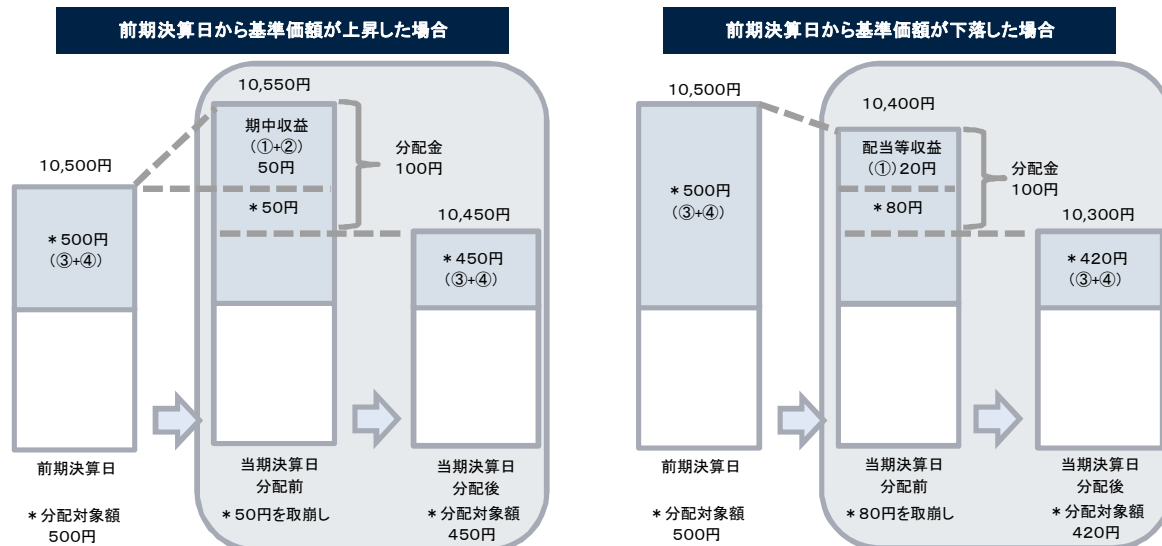 前期決算日から基準価額が上昇した場合
10,550円
期中収益
(①+②)
50円
分配金
100円
10,500円
*50円
10,450円
*500円
(③+④)
*450円
(③+④)
前期決算日
当期決算日
分配前
当期決算日
分配後
*分配対象額
500円
*50円を取崩し
*分配対象額
450円
前期決算日から基準価額が下落した場合
10,500円
10,400円
配当等収益
(①)20円
分配金
100円
*500円
(③+④)
*80円
10,300円
*420円
(③+④)
前期決算日
当期決算日
分配前
当期決算日
分配後
*分配対象額
500円
*80円を取崩し
*分配対象額
420円